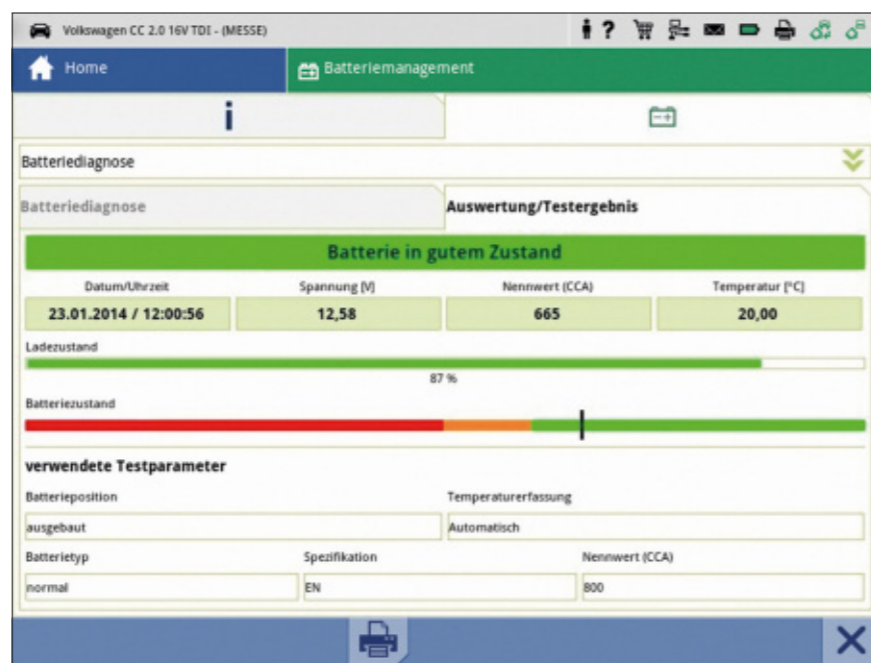 Volkswagen CC 2.0 16V TDI - (MESSE)
Home
Batteriemanagement
Batteriediagnose
Batteriediagnose
Auswertung/Testergebnis
Batterie in gutem Zustand
Datum/Uhrzeit Spannung [V] Nennwert (CCA) Temperatur [°C]
23.01.2014 / 12:00:56 12,58 665 20,00
Ladezustand
87 %
Batteriezustand
verwendete Testparameter
Batterieposition Temperaturerfassung
ausgebaut Automatisch
Batterietyp Spezifikation Nennwert (CCA)
normal EN 800